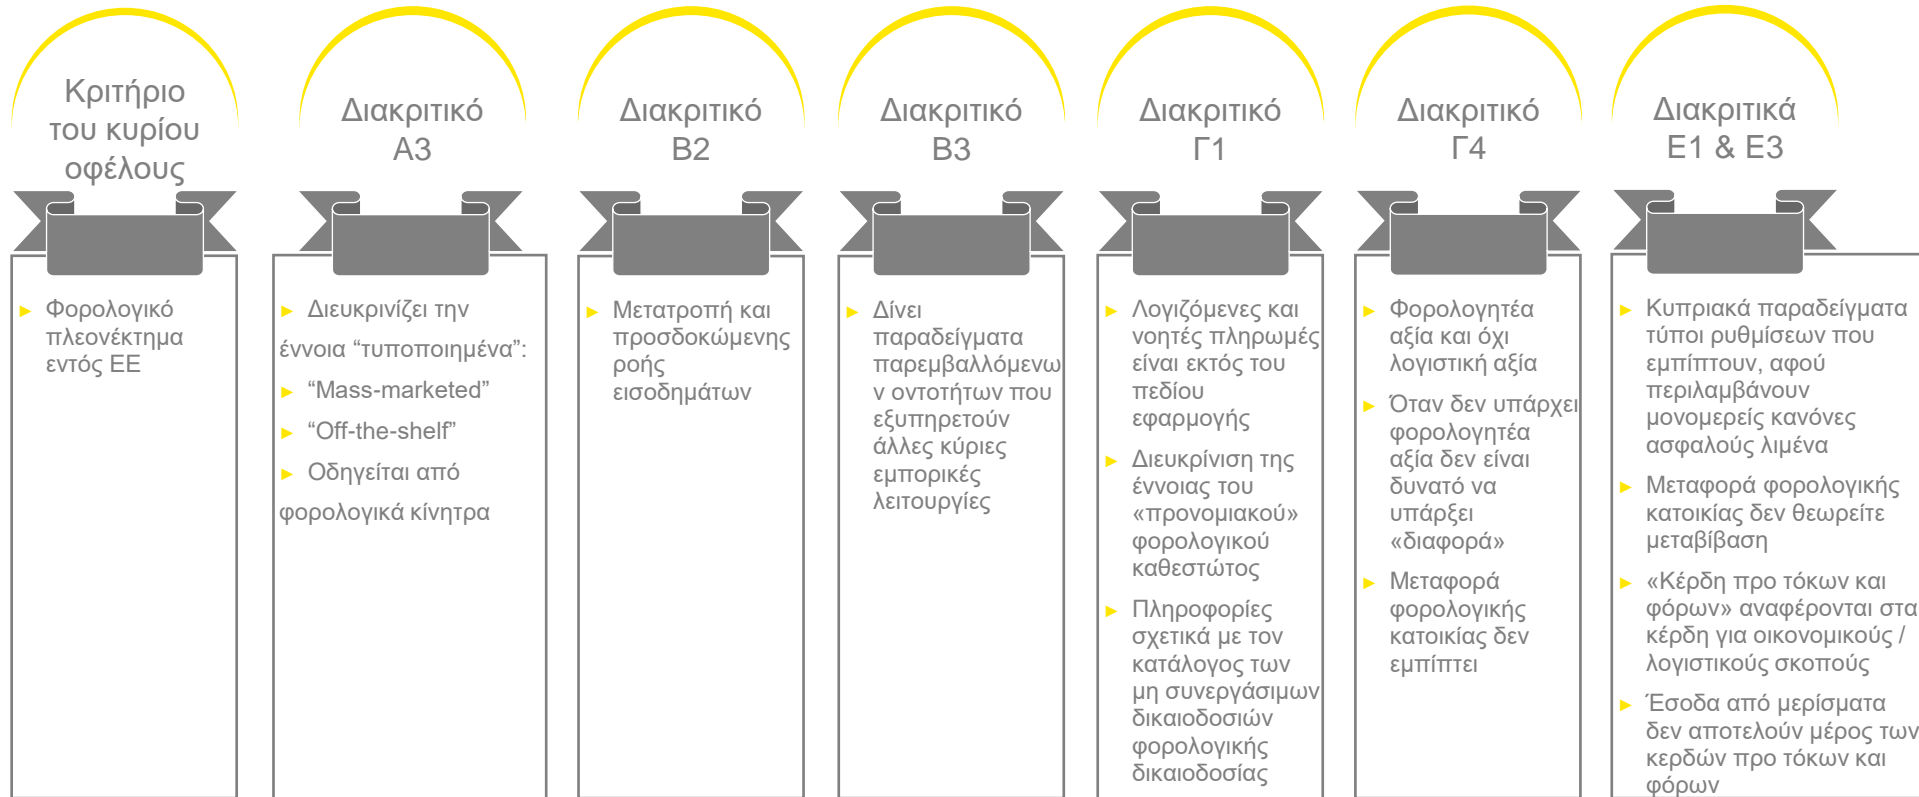 Κριτήριο
του κυρίου
οφέλους
► Φορολογικό
πλεονέκτημα
εντός ΕΕ
Διακριτικό
Α3
► Διευκρινίζει την
έννοια “τυποποιημένα”:
► “Mass-marketed”
► “Off-the-shelf”
► Οδηγείται από
φορολογικά κίνητρα
Διακριτικό
Β2
► Μετατροπή και
προσδοκώμενης
ροής
εισοδημάτων
Διακριτικό
Β3
► Δίνει
παραδείγματα
παρεμβαλλόμενω
ν οντοτήτων που
εξυπηρετούν
άλλες κύριες
εμπορικές
λειτουργίες
Διακριτικό
Γ1
► Λογιζόμενες και
νοητές πληρωμές
είναι εκτός του
πεδίου
εφαρμογής
► Διευκρίνιση της
έννοιας του
«προνομιακού»
φορολογικού
καθεστώτος
► Πληροφορίες
σχετικά με τον
κατάλογος των
μη συνεργάσιμων
δικαιοδοσιών
φορολογικής
δικαιοδοσίας
Διακριτικό
Γ4
► Φορολογητέα
αξία και όχι
λογιστική αξία
► Όταν δεν υπάρχει
φορολογητέα
αξία δεν είναι
δυνατό να
υπάρξει
«διαφορά»
► Μεταφορά
φορολογικής
κατοικίας δεν
εμπίπτει
Διακριτικά
Ε1 & Ε3
► Κυπριακά παραδείγματα
τύποι ρυθμίσεων που
εμπίπτουν, αφού
περιλαμβάνουν
μονομερείς κανόνες
ασφαλούς λιμένα
► Μεταφορά φορολογικής
κατοικίας δεν θεωρείτε
μεταβίβαση
► «Κέρδη προ τόκων και
φόρων» αναφέρονται στα
κέρδη για οικονομικούς /
λογιστικούς σκοπούς
► Έσοδα από μερίσματα
δεν αποτελούν μέρος των
κερδών προ τόκων και
φόρων